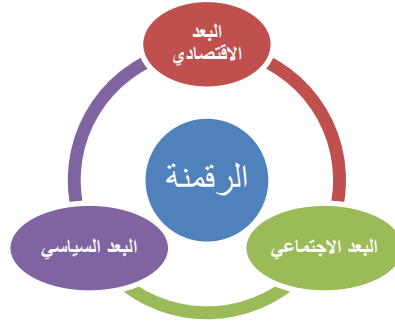 البعد
الاقتصادي
الرقمنة
البعد الاجتماعي
البعد السياسي